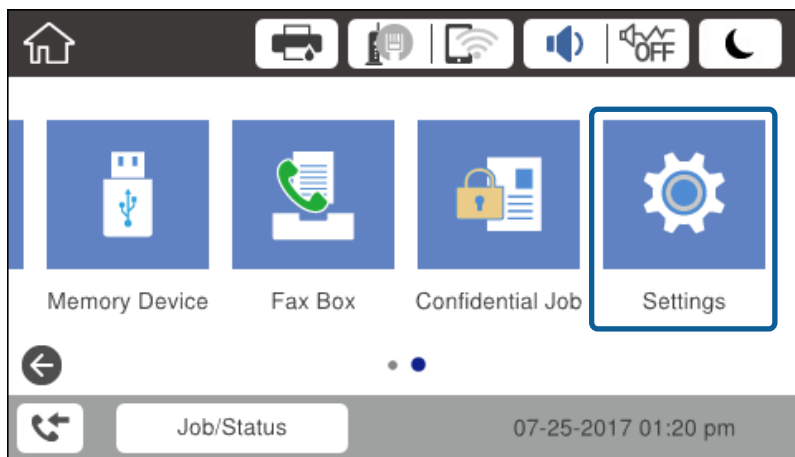 OFF
Memory Device
Fax Box
Confidential Job
Settings
Job/Status
07-25-2017 01:20 pm